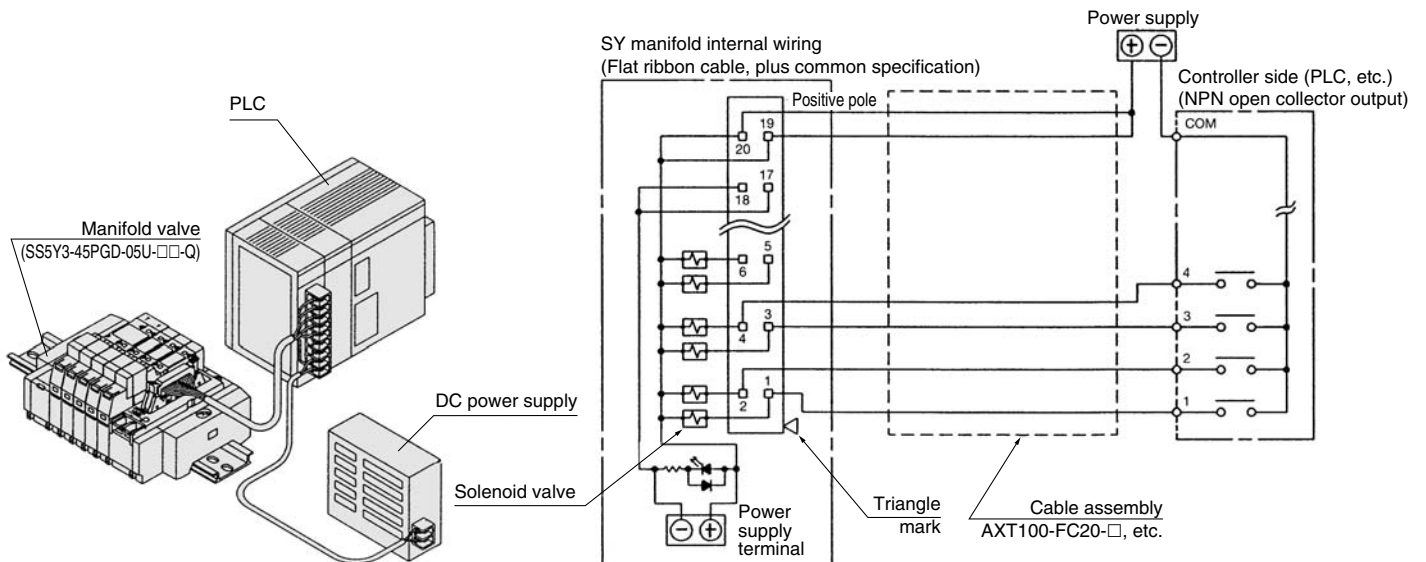 PLC
Manifold valve
(SS5Y3-45PGD-05U-□□-Q)
DC power supply
Solenoid valve
SY manifold internal wiring
(Flat ribbon cable, plus common specification)
Positive pole
19
20
17
18
5
6
3
4
1
2
Power
supply
terminal
Triangle
mark
Cable assembly
AXT100-FC20-□, etc.
Power supply
Controller side (PLC, etc.)
(NPN open collector output)
COM
4
3
2
1